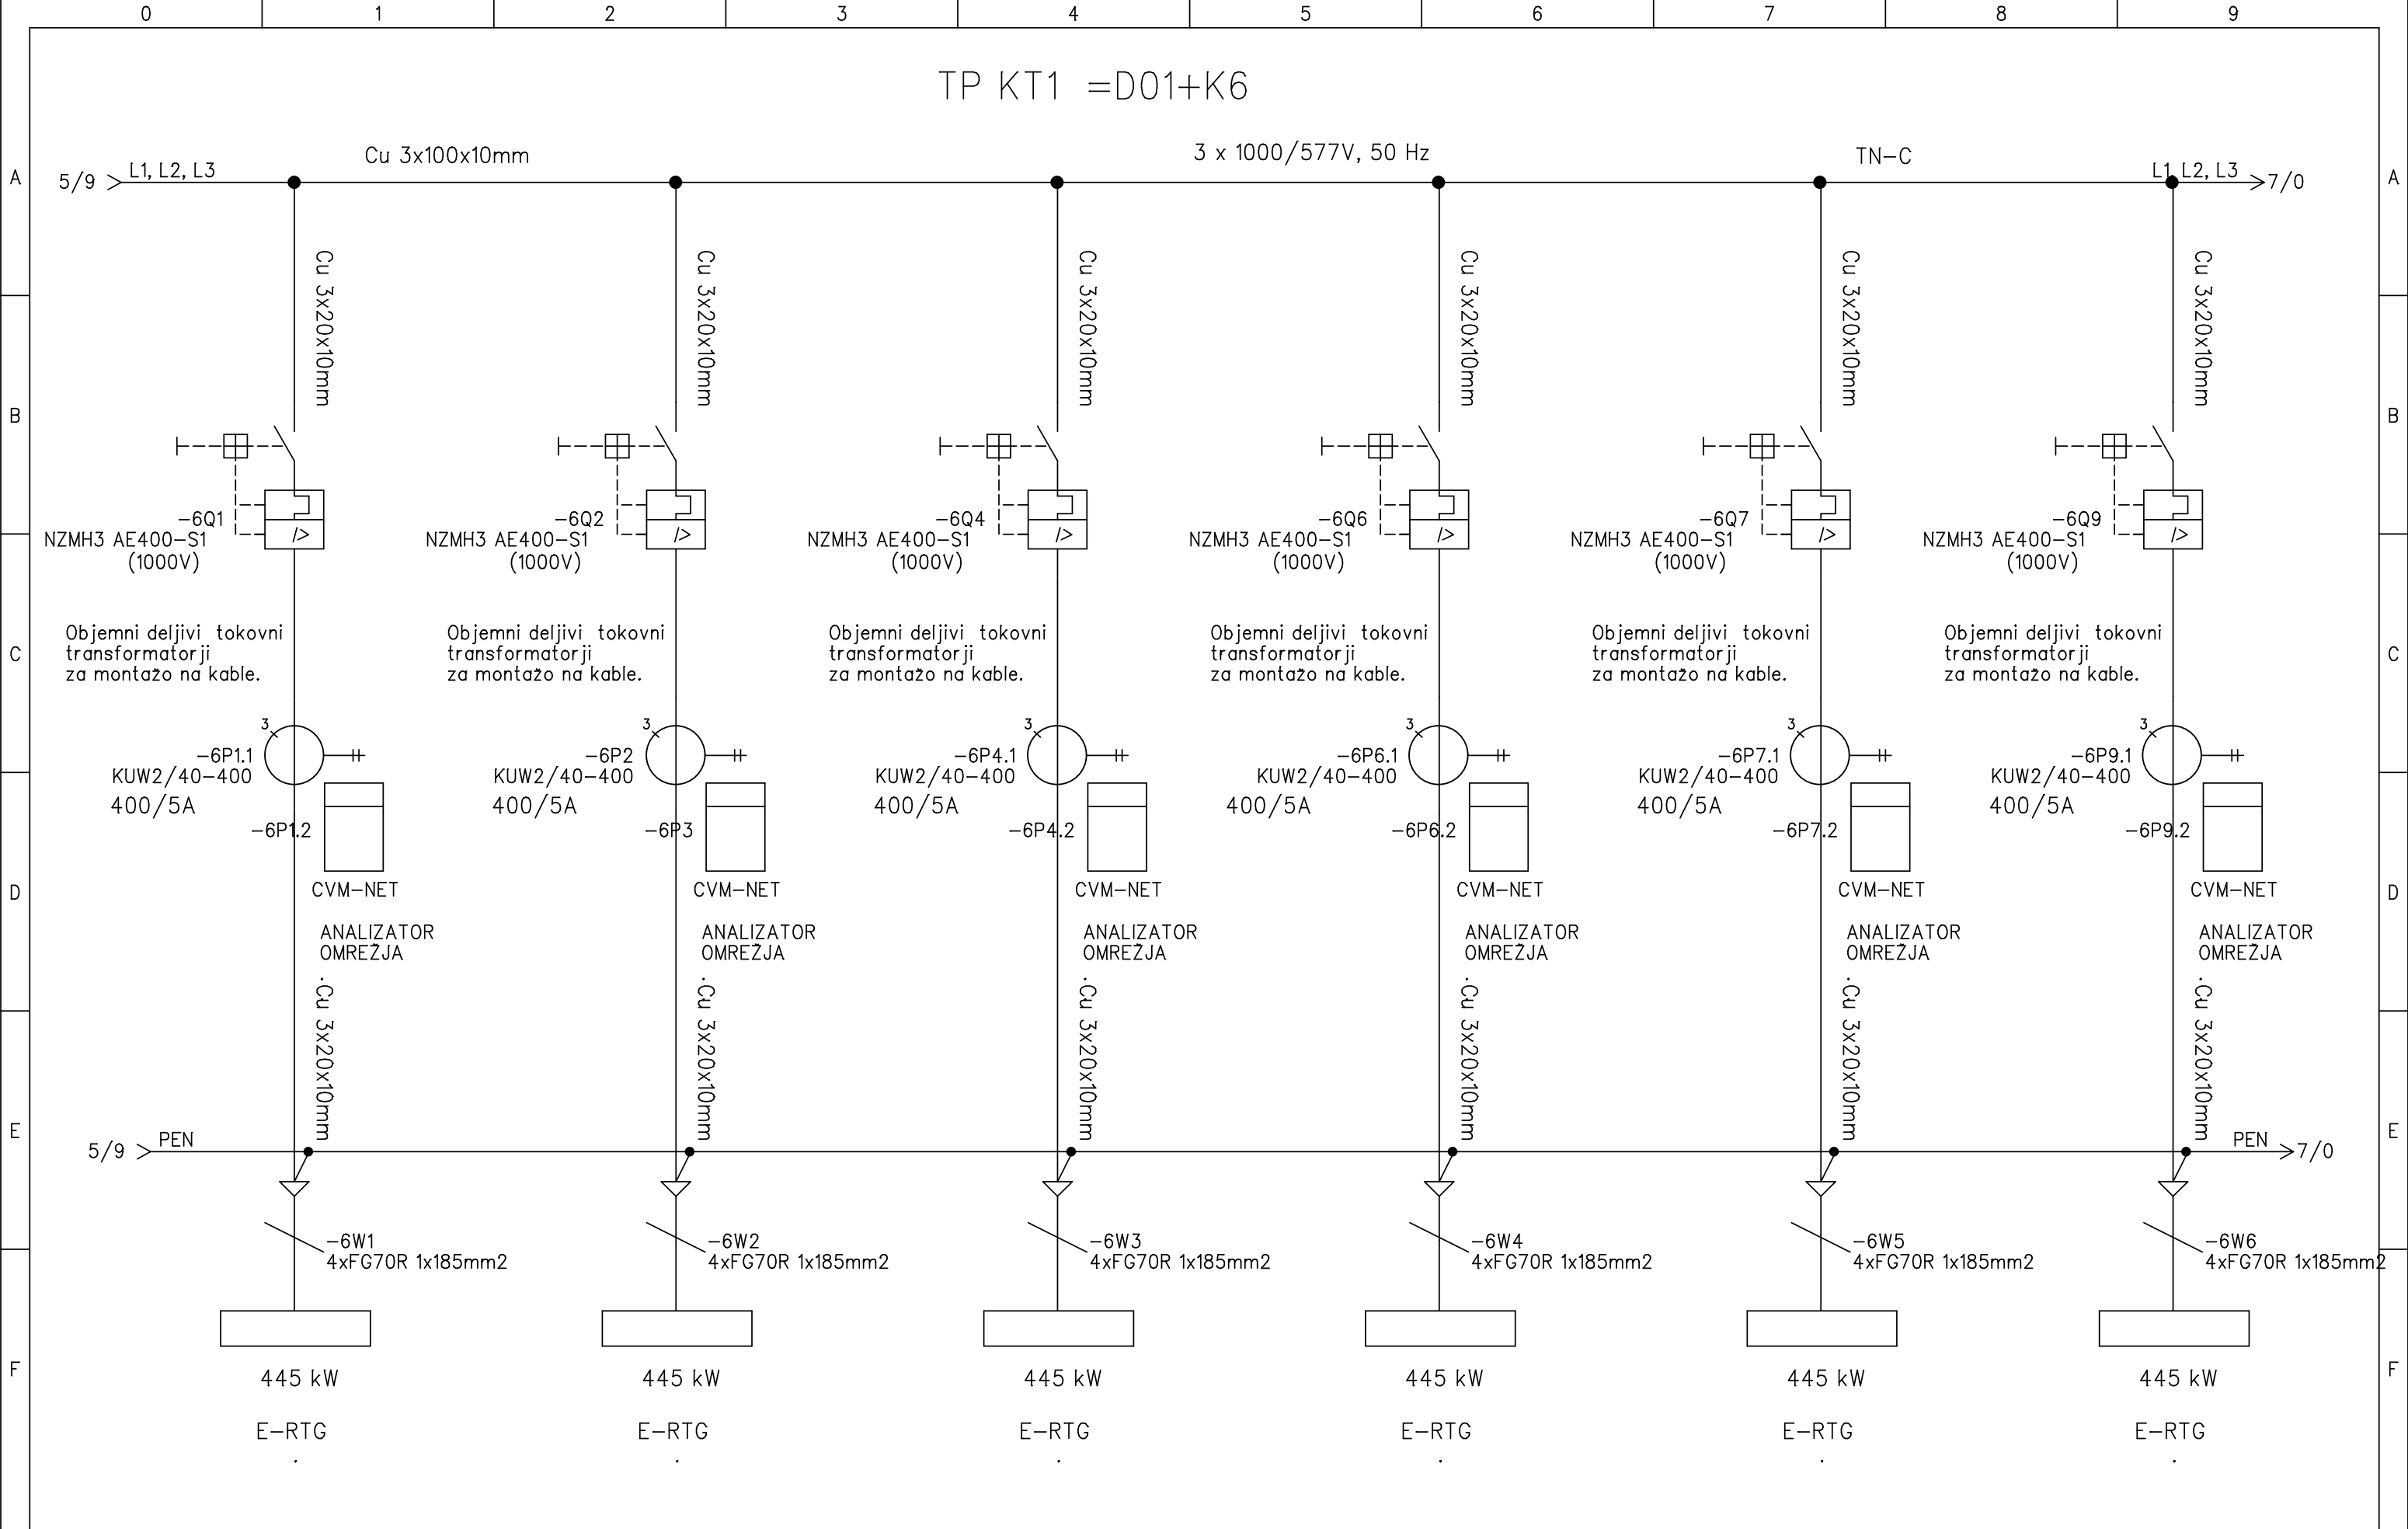 0 1 2 3 4 5 6 7 8 9
TP KT1 =D01+K6
Cu 3x100x10mm 3 x 1000/577V, 50 Hz TN-C
A 5/9 L1, L2, L3 L1, L2, L3 7/0 A
Cu 3x20x10mm Cu 3x20x10mm Cu 3x20x10mm Cu 3x20x10mm Cu 3x20x10mm Cu 3x20x10mm
B B
-6Q1 -6Q2 -6Q4 -6Q6 -6Q7 -6Q9
NZMH3 AE400-S1 NZMH3 AE400-S1 NZMH3 AE400-S1 NZMH3 AE400-S1 NZMH3 AE400-S1 NZMH3 AE400-S1
(1000V) (1000V) (1000V) (1000V) (1000V) (1000V)
I> I> I> I> I> I>
Objemni deljivi tokovni Objemni deljivi tokovni Objemni deljivi tokovni Objemni deljivi tokovni Objemni deljivi tokovni Objemni deljivi tokovni
C transformatorji transformatorji transformatorji transformatorji transformatorji transformatorji C
za montažo na kable. za montažo na kable. za montažo na kable. za montažo na kable. za montažo na kable. za montažo na kable.
3 3 3 3 3 3
-6P1.1 -6P2 -6P4.1 -6P6.1 -6P7.1 -6P9.1
KUW2/40-400 KUW2/40-400 KUW2/40-400 KUW2/40-400 KUW2/40-400 KUW2/40-400
400/5A 400/5A 400/5A 400/5A 400/5A 400/5A
-6P1.2 -6P3 -6P4.2 -6P6.2 -6P7.2 -6P9.2
D CVM-NET CVM-NET CVM-NET CVM-NET CVM-NET CVM-NET D
ANALIZATOR ANALIZATOR ANALIZATOR ANALIZATOR ANALIZATOR ANALIZATOR
OMREŽJA OMREŽJA OMREŽJA OMREŽJA OMREŽJA OMREŽJA
.Cu 3x20x10mm .Cu 3x20x10mm .Cu 3x20x10mm .Cu 3x20x10mm .Cu 3x20x10mm .Cu 3x20x10mm
E 5/9 PEN PEN 7/0 E
-6W1 -6W2 -6W3 -6W4 -6W5 -6W6
4xFG70R 1x185mm2 4xFG70R 1x185mm2 4xFG70R 1x185mm2 4xFG70R 1x185mm2 4xFG70R 1x185mm2 4xFG70R 1x185mm2
F 445 kW 445 kW 445 kW 445 kW 445 kW 445 kW F
E-RTG E-RTG E-RTG E-RTG E-RTG E-RTG
. . . . . .